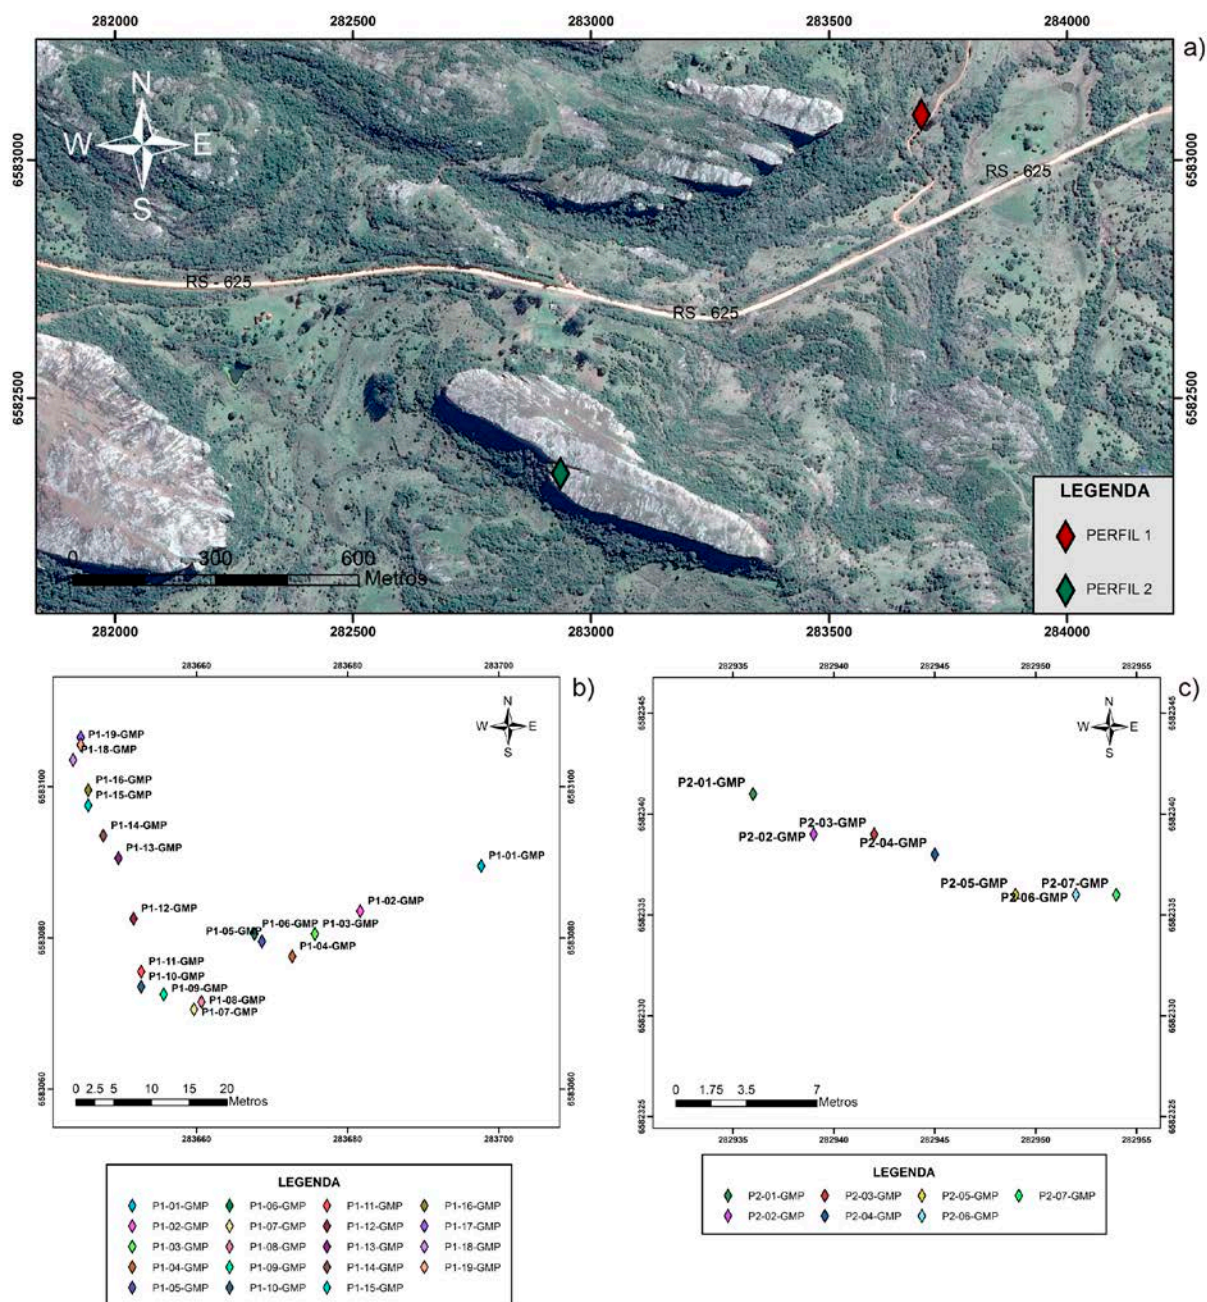 282000 282500 283000 283500 284000
a)
N
W E
S
6583000 6583000
RS - 625
RS - 625
RS - 625
6582500 6582500
LEGENDA
PERFIL 1
PERFIL 2
0 300 600
Metros
282000 282500 283000 283500 284000
283660 283680 283700
b)
N
W E
S
P1-19-GMP
P1-18-GMP
P1-16-GMP
P1-15-GMP
P1-14-GMP
P1-13-GMP
P1-01-GMP
P1-02-GMP
P1-12-GMP
P1-05-GMP P1-06-GMP P1-03-GMP
P1-04-GMP
P1-11-GMP
P1-10-GMP
P1-09-GMP
P1-08-GMP
P1-07-GMP
6583100 6583100
6583080 6583080
6583060 6583060
0 2.5 5 10 15 20
Metros
283660 283680 283700
282935 282940 282945 282950 282955
c)
N
W E
S
6582345 6582345
P2-01-GMP
6582340 6582340
P2-03-GMP
P2-02-GMP
P2-04-GMP
P2-05-GMP P2-07-GMP
P2-06-GMP
6582335 6582335
6582330 6582330
6582325 6582325
0 1.75 3.5 7
Metros
282935 282940 282945 282950 282955
LEGENDA
P1-01-GMP P1-06-GMP P1-11-GMP P1-16-GMP
P1-02-GMP P1-07-GMP P1-12-GMP P1-17-GMP
P1-03-GMP P1-08-GMP P1-13-GMP P1-18-GMP
P1-04-GMP P1-09-GMP P1-14-GMP P1-19-GMP
P1-05-GMP P1-10-GMP P1-15-GMP
LEGENDA
P2-01-GMP P2-03-GMP P2-05-GMP P2-07-GMP
P2-02-GMP P2-04-GMP P2-06-GMP